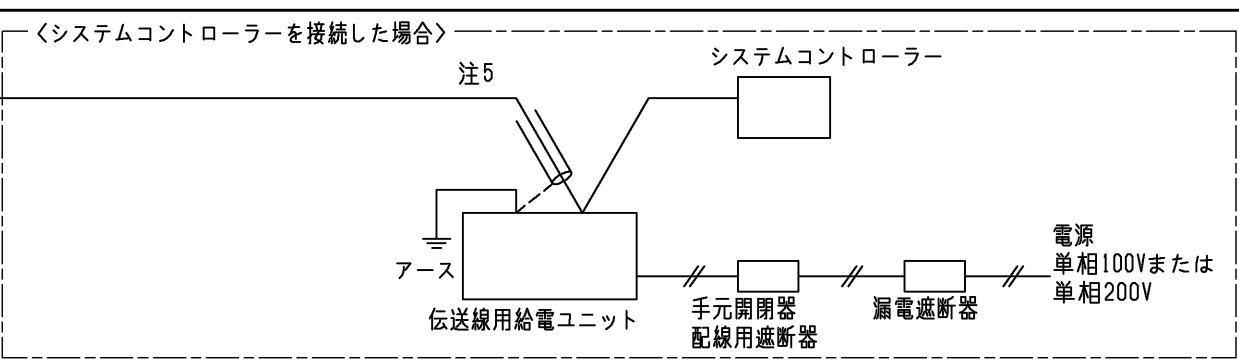 〈システムコントローラーを接続した場合〉
システムコントローラー
注5
アース
伝送線用給電ユニット
手元開閉器
配線用遮断器
漏電遮断器
電源
単相100Vまたは
単相200V